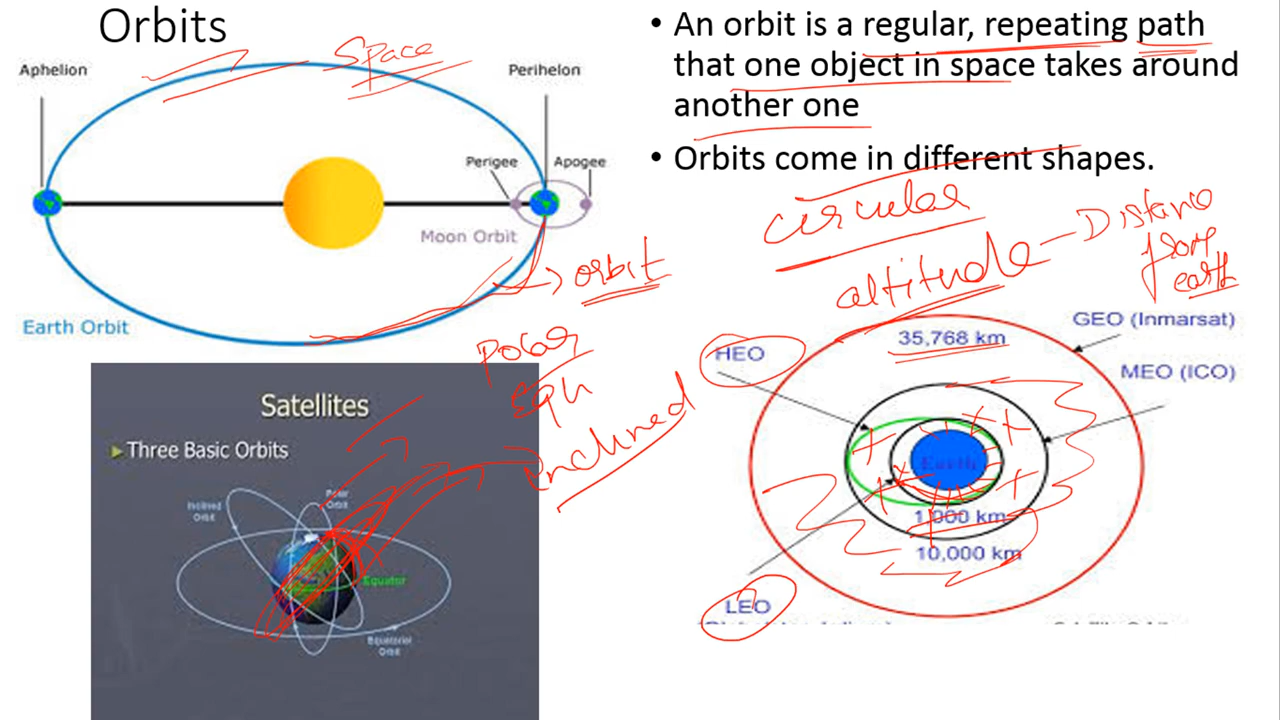 Orbits
Space
Aphelion
Perihelon
Perigee
Apogee
Moon Orbit
orbit
Earth Orbit
• An orbit is a regular, repeating path
that one object in space takes around
another one
• Orbits come in different shapes.
circular
altitude – Distance
from
earth
Polar
Equ
inclined
Satellites
Three Basic Orbits
Inclined
Orbit
Polar
Orbit
Equator
Equatorial
Orbit
HEO
35,768 km
GEO (Inmarsat)
MEO (ICO)
Earth
1,000 km
10,000 km
LEO